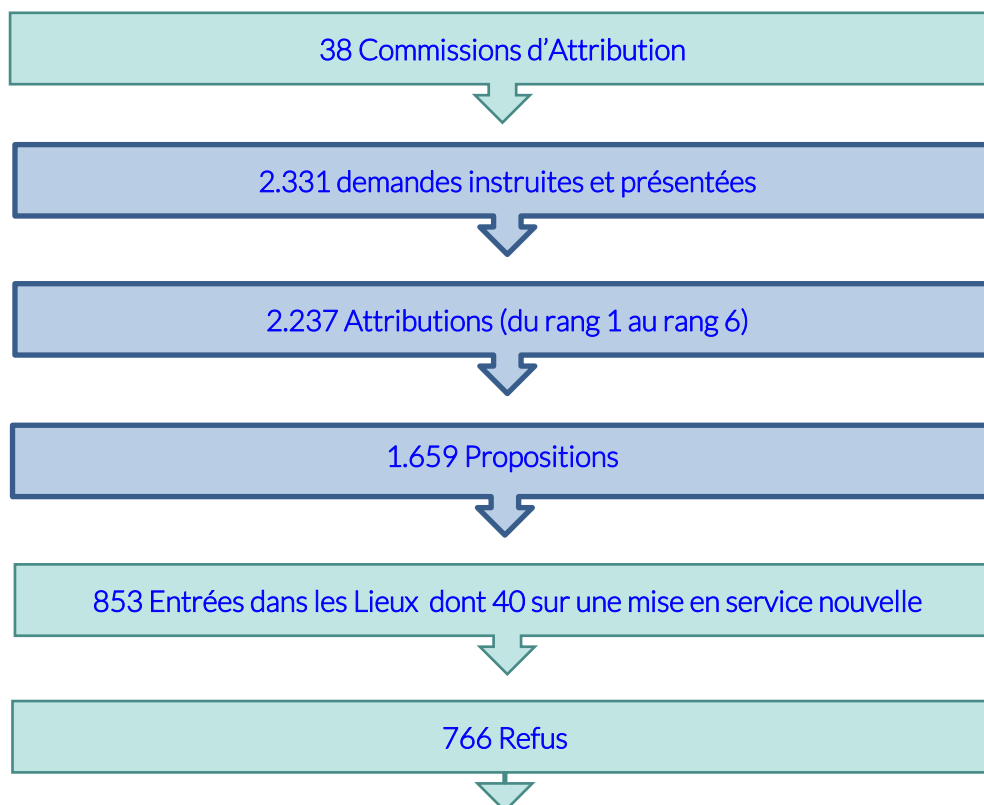 38 Commissions d'Attribution
2.331 demandes instruites et présentées
2.237 Attributions (du rang 1 au rang 6)
1.659 Propositions
853 Entrées dans les Lieux dont 40 sur une mise en service nouvelle
766 Refus